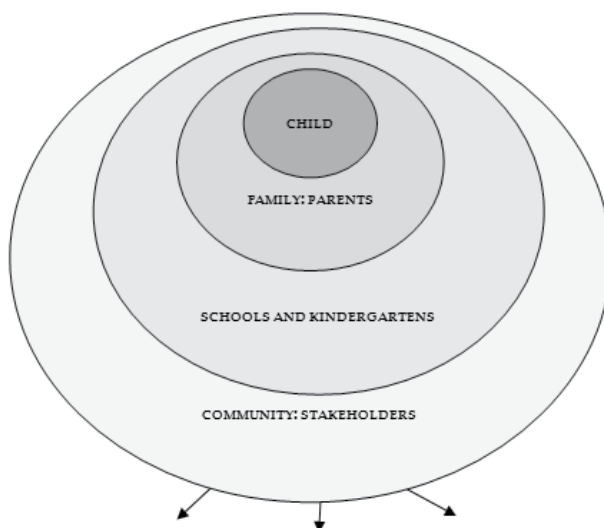 CHILD
FAMILY: PARENTS
SCHOOLS AND KINDERGARTENS
COMMUNITY: STAKEHOLDERS